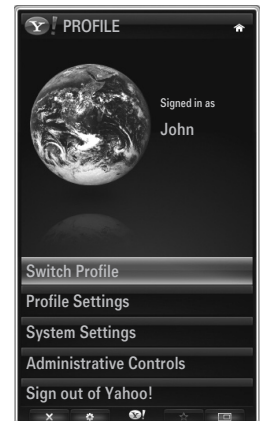 Y! PROFILE
Signed in as
John
Switch Profile
Profile Settings
System Settings
Administrative Controls
Sign out of Yahoo!
Y!